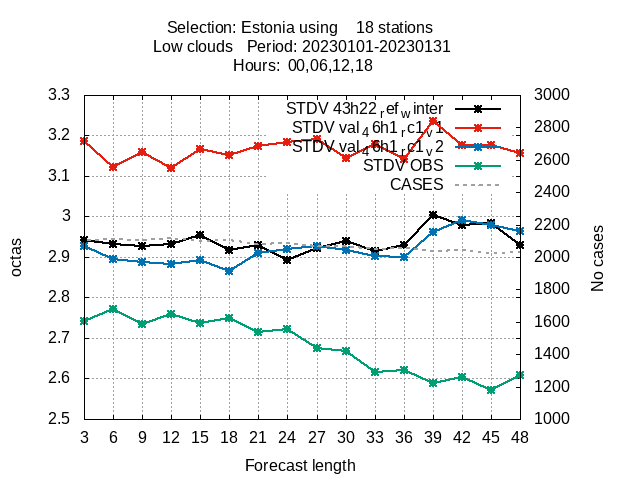 Selection: Estonia using    18 stations
Low clouds   Period: 20230101-20230131
Hours:  00,06,12,18
octas
No cases
3.3
3.2
3.1
3
2.9
2.8
2.7
2.6
2.5
3000
2800
2600
2400
2200
2000
1800
1600
1400
1200
1000
STDV 43h22_ref_winter
STDV val_46h1_rc1_v1
STDV val_46h1_rc1_v2
STDV OBS
CASES
3 6 9 12 15 18 21 24 27 30 33 36 39 42 45 48
Forecast length